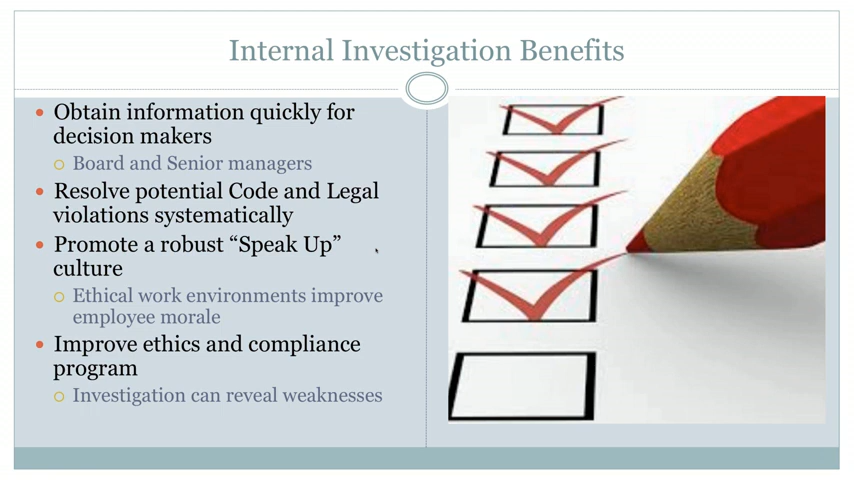 Internal Investigation Benefits
Obtain information quickly for
decision makers
Board and Senior managers
Resolve potential Code and Legal
violations systematically
Promote a robust “Speak Up”
culture
Ethical work environments improve
employee morale
Improve ethics and compliance
program
Investigation can reveal weaknesses